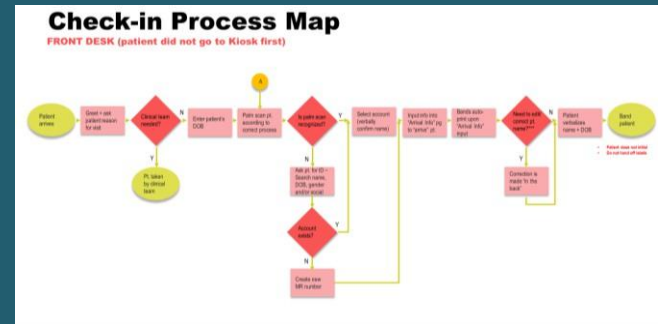 Check-in Process Map
FRONT DESK (patient did not go to Kiosk first)
A
Patient
arrives
Greet + ask
patient reason
for visit
Clinical team
needed?
N
Enter patient's
DOB
Palm scan pt.
according to
correct process
Is palm scan
recognized?
Y
Select account
(verbally
confirm name)
Input info into
"Arrival Info" pg
to "arrive" pt.
Bands auto-
print upon
"Arrival Info"
input
Need to edit
correct pt.
name?***
N
Patient
verbalizes
name + DOB
Band
patient
Y
Pt. taken
by clinical
team
N
Ask pt. for ID –
Search name,
DOB, gender
and/or social
Y
Correction is
made "in the
back"
Account
exists?
Y
N
Create new
MR number